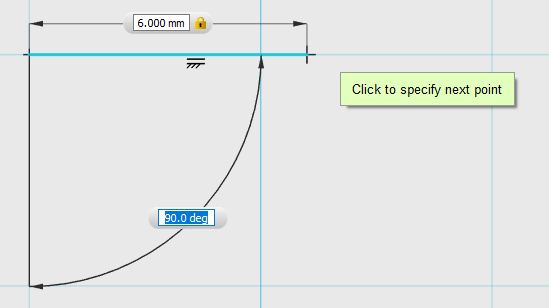 6.000 mm
Click to specify next point
90.0 deg